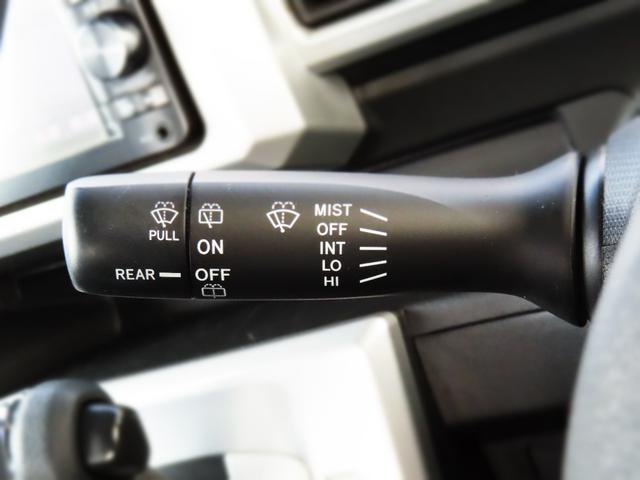 PULL
REAR
ON
OFF
MIST
OFF
INT
LO
HI